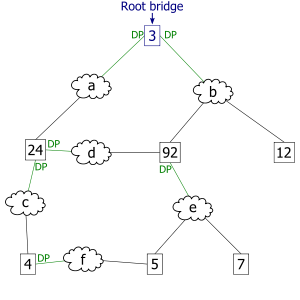 Root bridge
DP 3 DP
a b
24 DP d 92 12
DP DP
c e
4 DP f 5 7